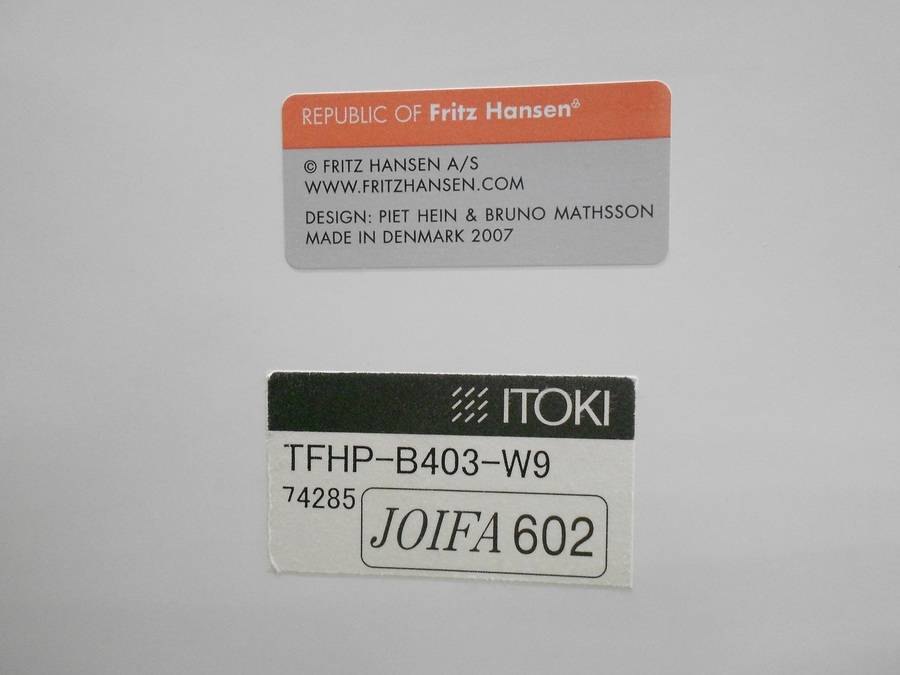 REPUBLIC OF Fritz Hansen®
© FRITZ HANSEN A/S
WWW.FRITZHANSEN.COM
DESIGN: PIET HEIN & BRUNO MATHSSON
MADE IN DENMARK 2007
ITOKI
TFHP-B403-W9
74285
JOIFA 602